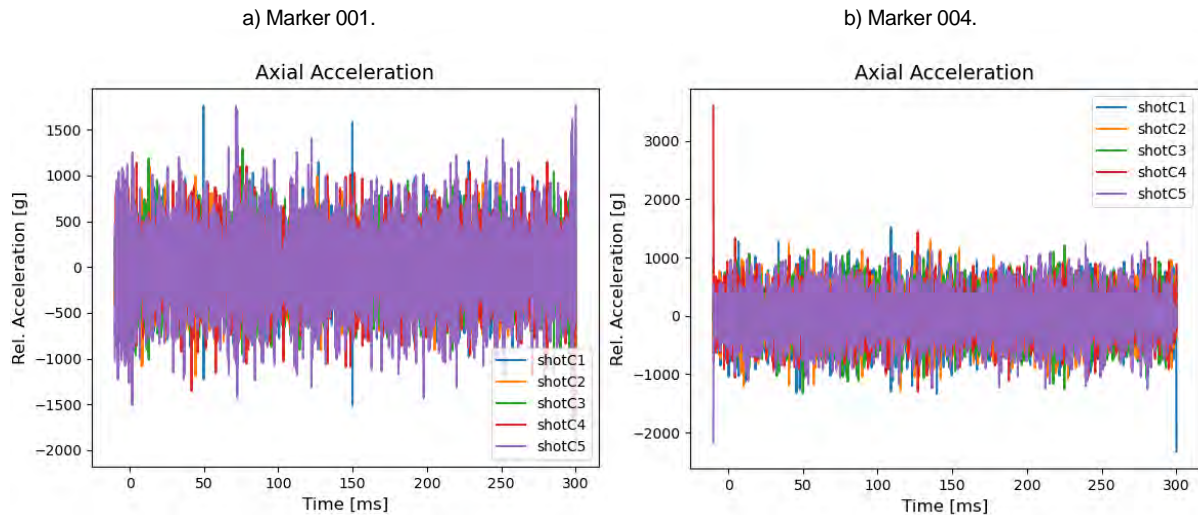 a) Marker 001.
Axial Acceleration
1500
1000
500
0
−500
−1000
−1500
−2000
Rel. Acceleration [g]
0 50 100 150 200 250 300
Time [ms]
shotC1
shotC2
shotC3
shotC4
shotC5
b) Marker 004.
Axial Acceleration
3000
2000
1000
0
−1000
−2000
Rel. Acceleration [g]
0 50 100 150 200 250 300
Time [ms]
shotC1
shotC2
shotC3
shotC4
shotC5